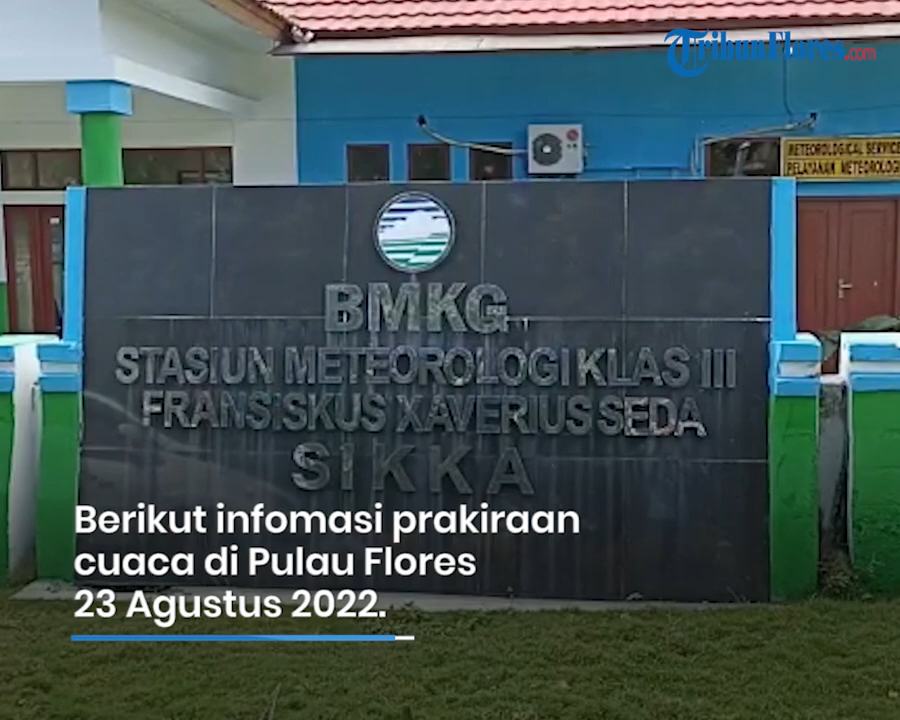 TribunFlores.com
METEOROLOGICAL SERVICE
PELAYANAN METEOROLOGI
BMKG
STASIUN METEOROLOGI KLAS III
FRANSISKUS XAVERIUS SEDA
SIKKA
Berikut infomasi prakiraan
cuaca di Pulau Flores
23 Agustus 2022.